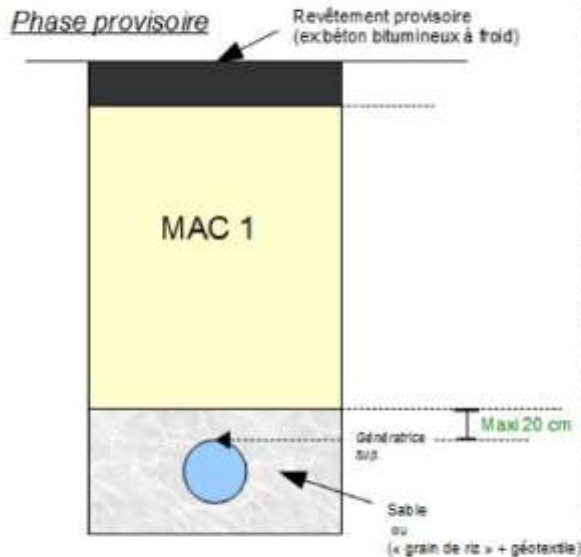 Phase provisoire
Revêtement provisoire
(ex:béton bitumineux à froid)
MAC 1
Maxi 20 cm
Génératrice
sup.
Sable
ou
(« grain de riz » + géotextile)